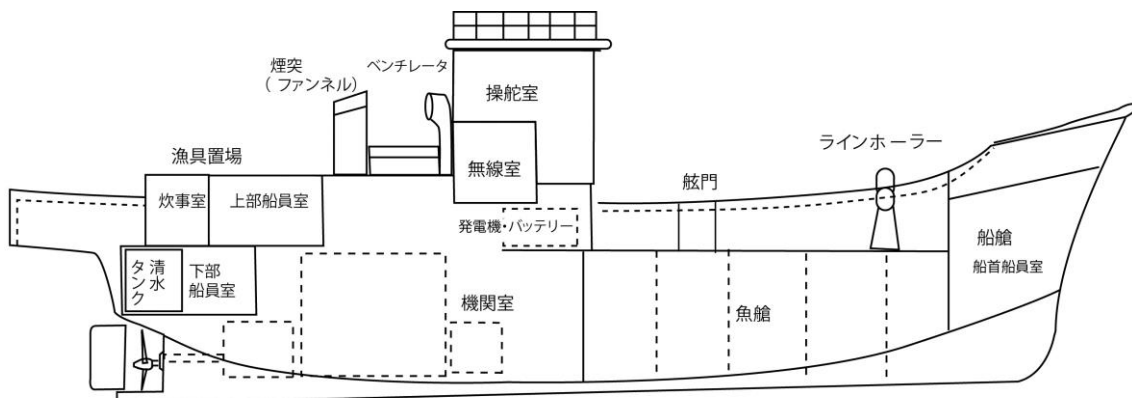 煙突
(ファンネル)
ベンチレータ
操舵室
ラインホーラー
漁具置場
無線室
舷門
炊事室
上部船員室
発電機・バッテリー
船艙
船首船員室
清水
タンク
下部
船員室
機関室
魚艙